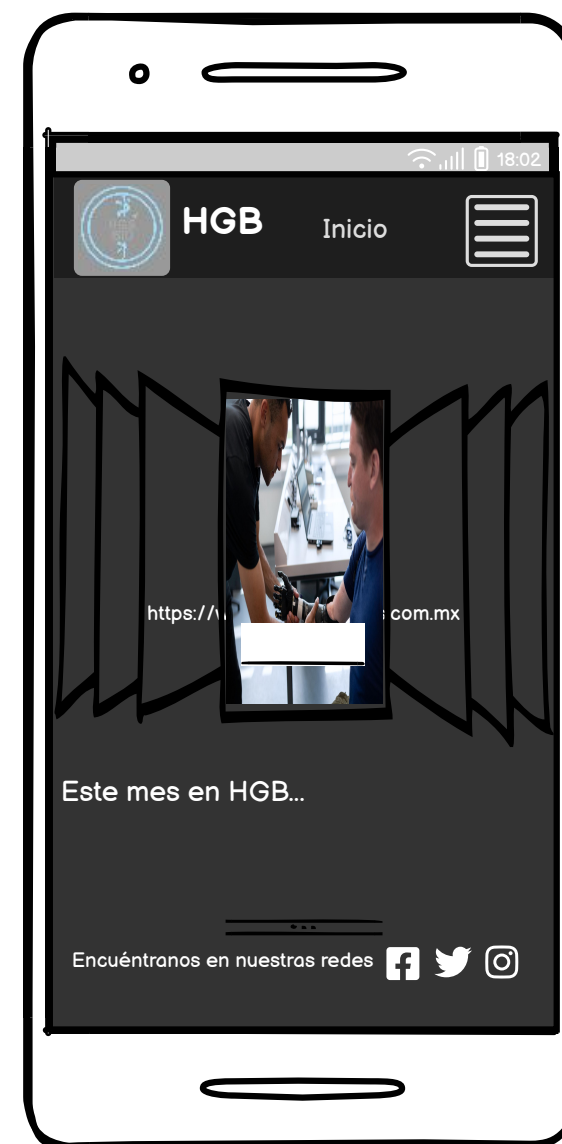 18:02
HGB
Inicio
https:// com.mx
Este mes en HGB...
Encuéntranos en nuestras redes